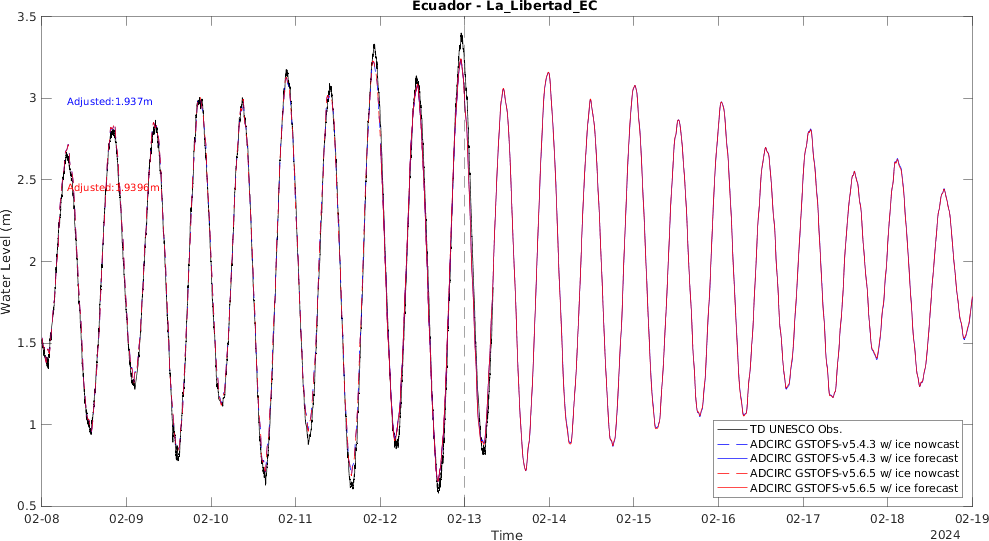 Ecuador - La_Libertad_EC
3.5
3
2.5
2
1.5
1
0.5
Water Level (m)
Adjusted:1.937m
Adjusted:1.9396m
TD UNESCO Obs.
ADCIRC GSTOFS-v5.4.3 w/ ice nowcast
ADCIRC GSTOFS-v5.4.3 w/ ice forecast
ADCIRC GSTOFS-v5.6.5 w/ ice nowcast
ADCIRC GSTOFS-v5.6.5 w/ ice forecast
02-08 02-09 02-10 02-11 02-12 02-13 02-14 02-15 02-16 02-17 02-18 02-19
Time
2024